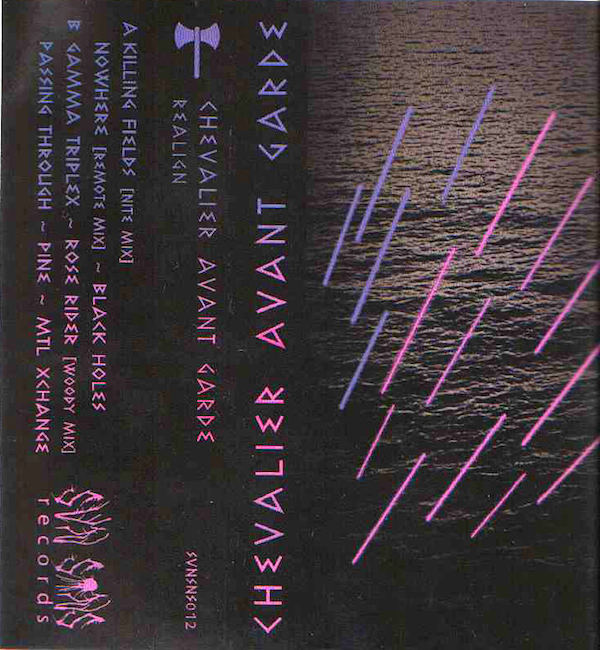 CHEVALIER AVANT GARDE
CHEVALIER AVANT GARDE
REALIGN
SVNSNS012
A KILLING FIELDS [NITE MIX]
NOWHERE [REMOTE MIX] ~ BLACK HOLES
B GAMMA TRIPLEX ~ ROSE RIDER [WOODY MIX]
PASSING THROUGH ~ PINE ~ MTL XCHANGE
records